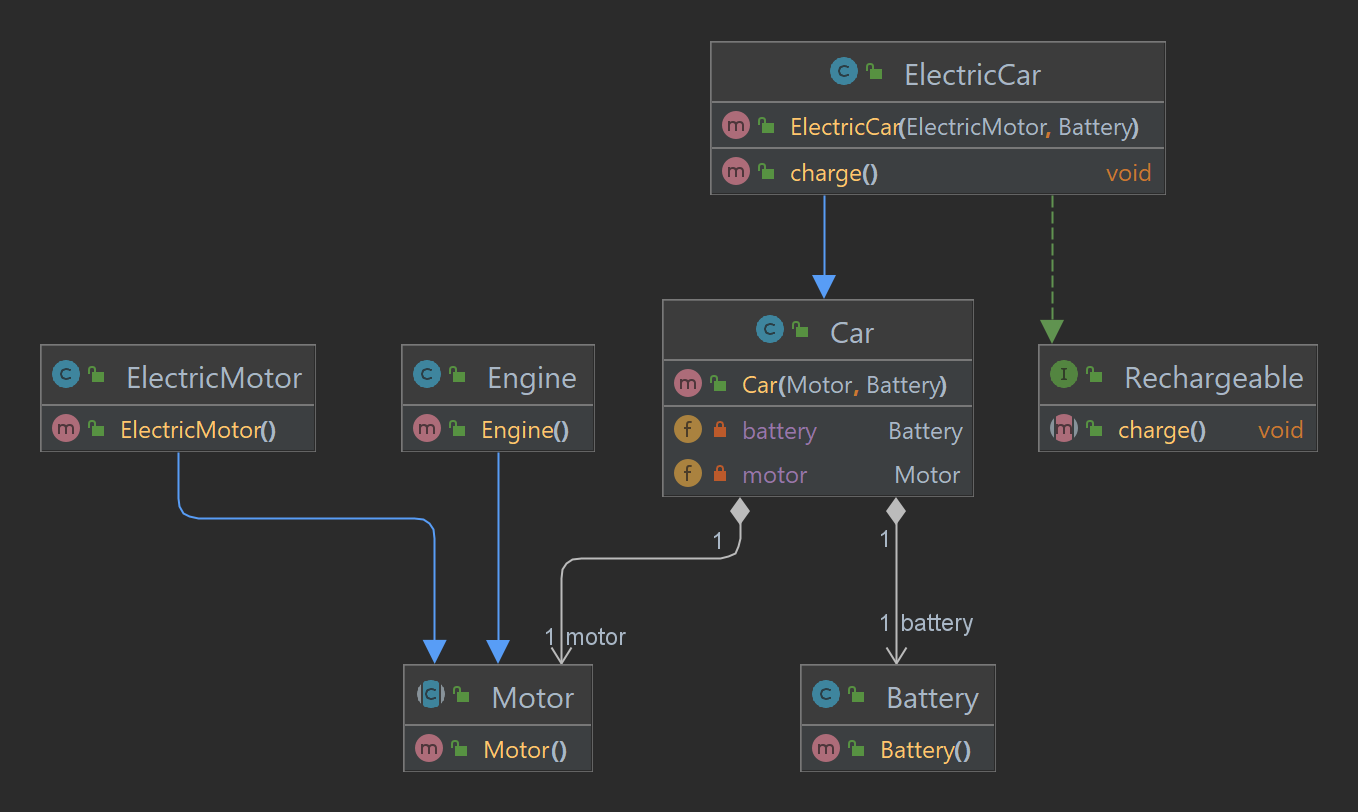 ElectricCar
ElectricCar(ElectricMotor, Battery)
charge() void
Car
Car(Motor, Battery)
battery Battery
motor Motor
ElectricMotor
ElectricMotor()
Engine
Engine()
Rechargeable
charge() void
1
1
1 motor
1 battery
Motor
Motor()
Battery
Battery()